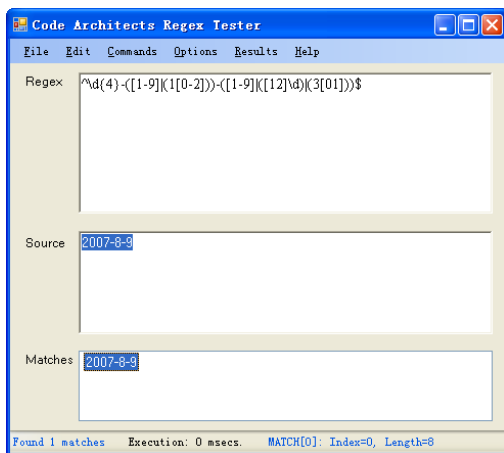 Code Architects Regex Tester
File Edit Commands Options Results Help
Regex
^\d{4}-([1-9]|(1[0-2]))-([1-9]|([12]\d)|(3[01]))$
Source
2007-8-9
Matches
2007-8-9
Found 1 matches Execution: 0 msecs. MATCH[0]: Index=0, Length=8